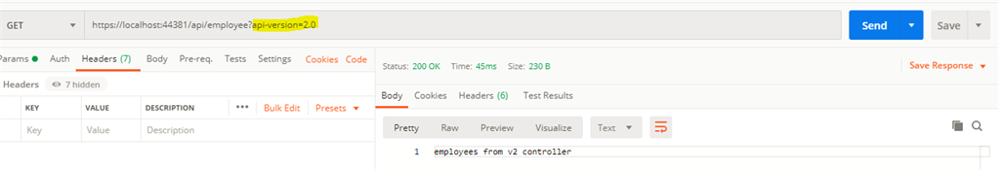 GET https://localhost:44381/api/employee?api-version=2.0 Send Save
Params Auth Headers (7) Body Pre-req. Tests Settings Cookies Code
Headers 7 hidden
KEY VALUE DESCRIPTION ••• Bulk Edit Presets
Key Value Description
Status: 200 OK Time: 45ms Size: 230 B Save Response
Body Cookies Headers (6) Test Results
Pretty Raw Preview Visualize Text
1 employees from v2 controller